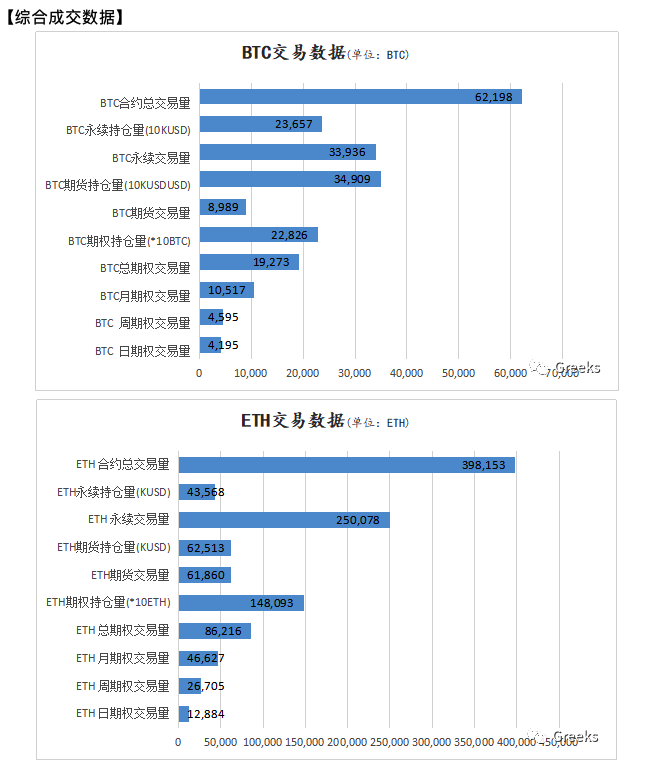 【综合成交数据】
BTC交易数据(单位: BTC)
BTC合约总交易量 62,198
BTC永续持仓量(10KUSD) 23,657
BTC永续交易量 33,936
BTC期货持仓量(10KUSDUSD) 34,909
BTC期货交易量 8,989
BTC期权持仓量(*10BTC) 22,826
BTC总期权交易量 19,273
BTC月期权交易量 10,517
BTC 周期权交易量 4,595
BTC 日期权交易量 4,195
0 10,000 20,000 30,000 40,000 50,000 60,000 70,000
Greeks
ETH交易数据(单位: ETH)
ETH 合约总交易量 398,153
ETH永续持仓量(KUSD) 43,568
ETH 永续交易量 250,078
ETH期货持仓量(KUSD) 62,513
ETH期货交易量 61,860
ETH期权持仓量(*10ETH) 148,093
ETH 总期权交易量 86,216
ETH 月期权交易量 46,627
ETH 周期权交易量 26,705
ETH 日期权交易量 12,884
0 50,000 100,000 150,000 200,000 250,000 300,000 350,000 400,000 450,000
Greeks